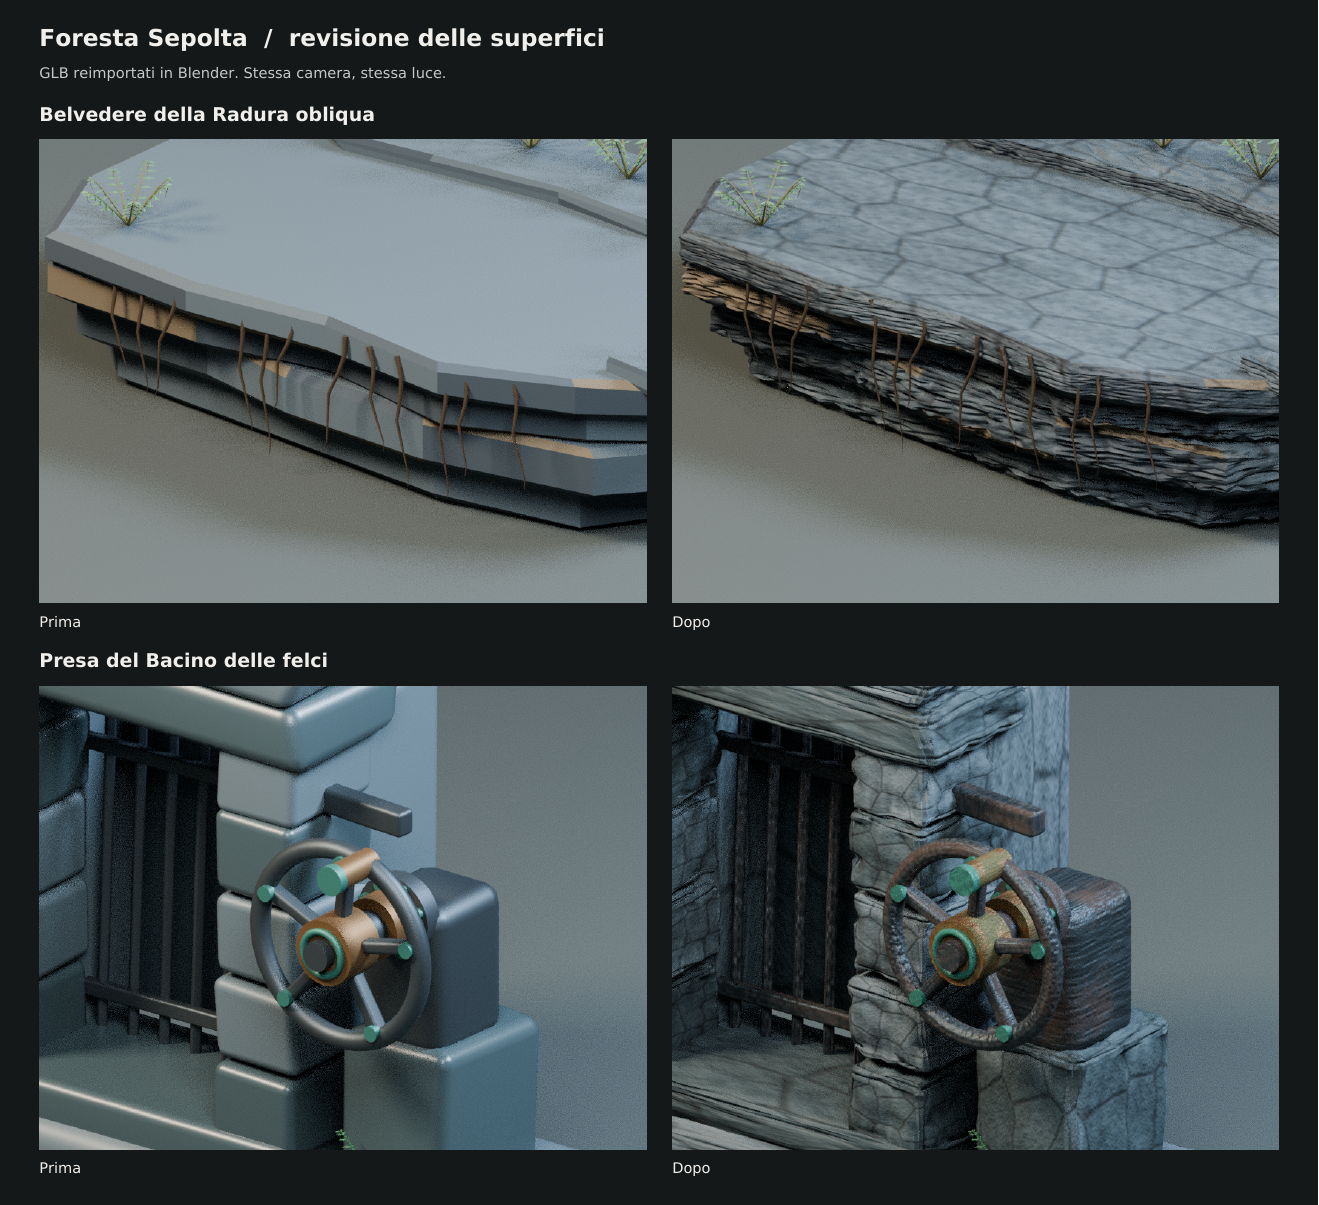 Foresta Sepolta / revisione delle superfici
GLB reimportati in Blender. Stessa camera, stessa luce.
Belvedere della Radura obliqua
Prima
Dopo
Presa del Bacino delle felci
Prima
Dopo